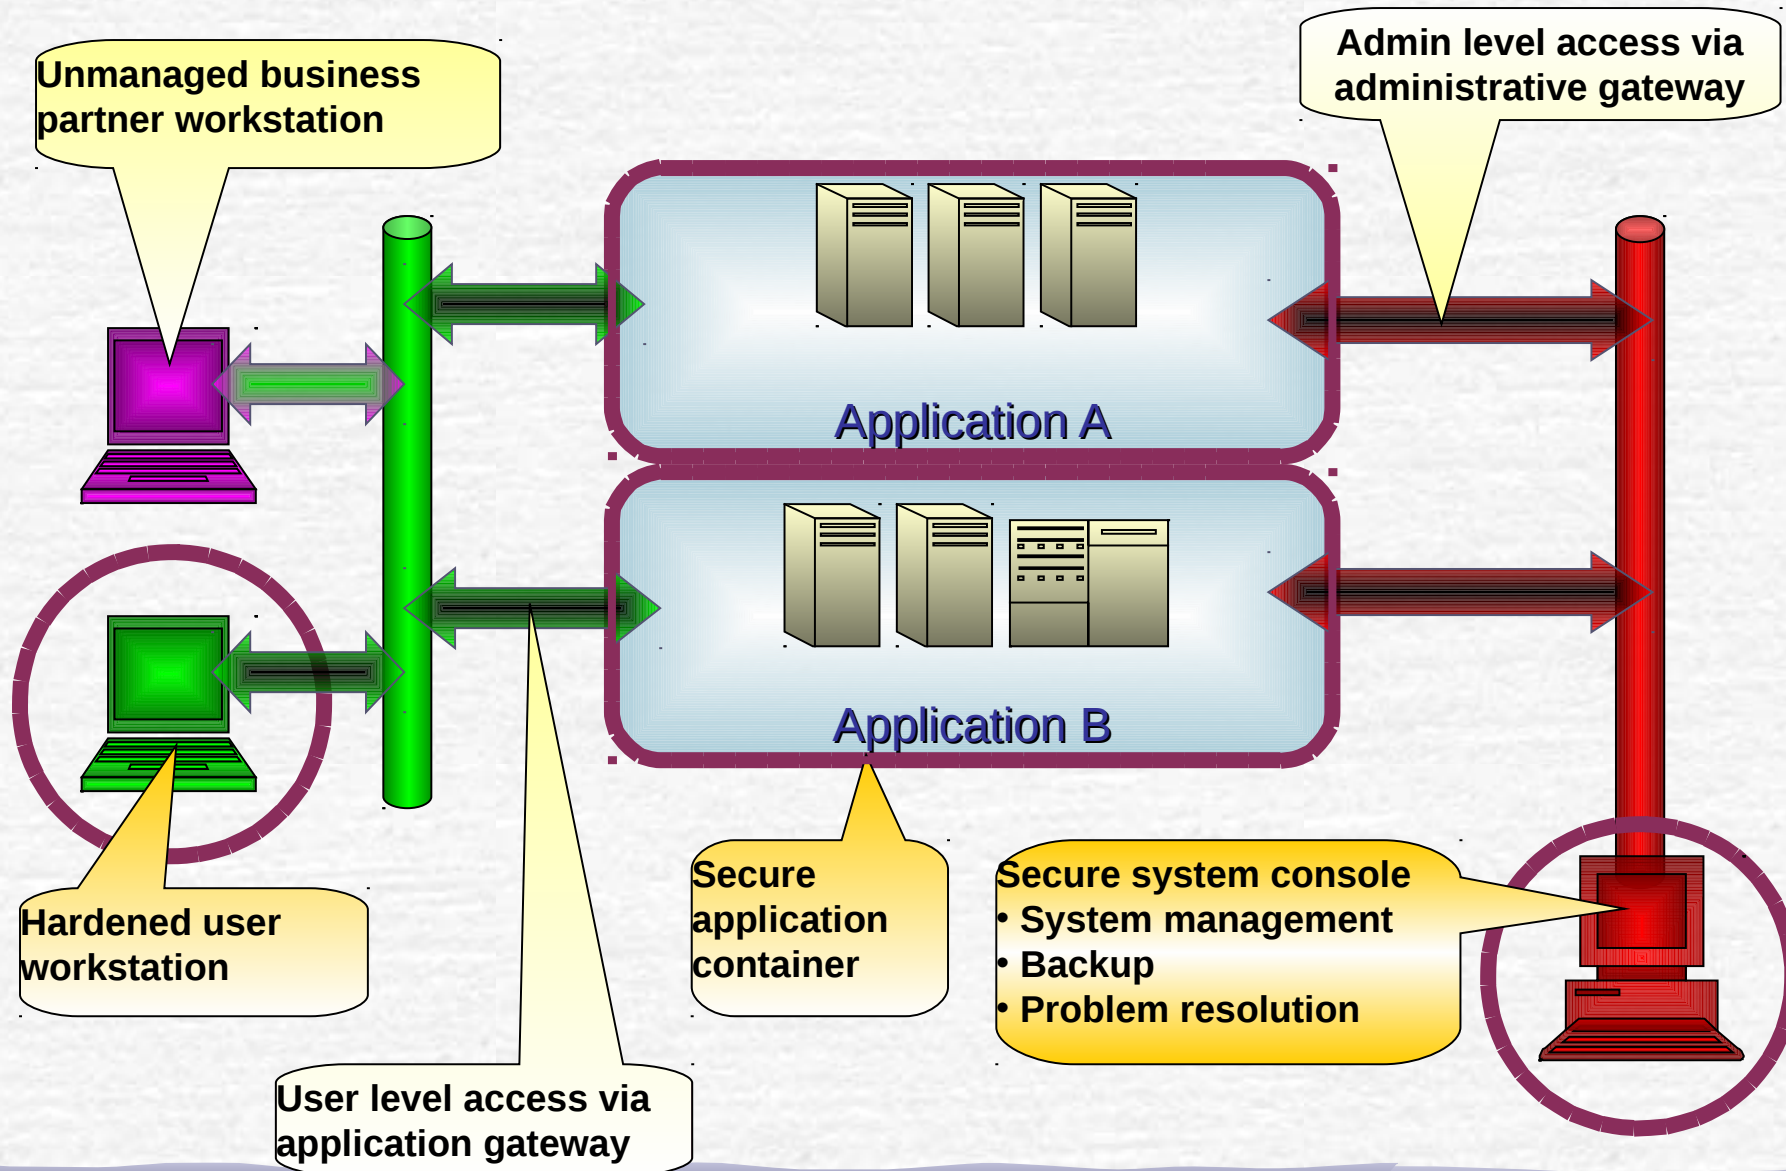 Unmanaged business
partner workstation
Admin level access via
administrative gateway
Application A
Application B
Hardened user
workstation
Secure
application
container
Secure system console
• System management
• Backup
• Problem resolution
User level access via
application gateway